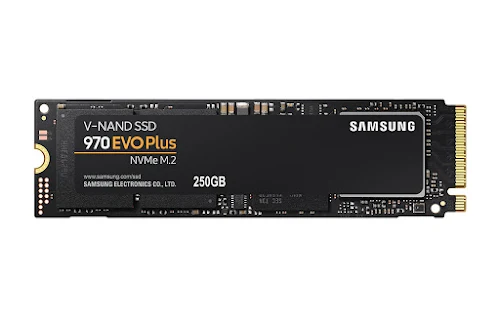 V-NAND SSD
970 EVO Plus
NVMe M.2
SAMSUNG
www.samsung.com/ssd
SAMSUNG ELECTRONICS CO., LTD.
250GB